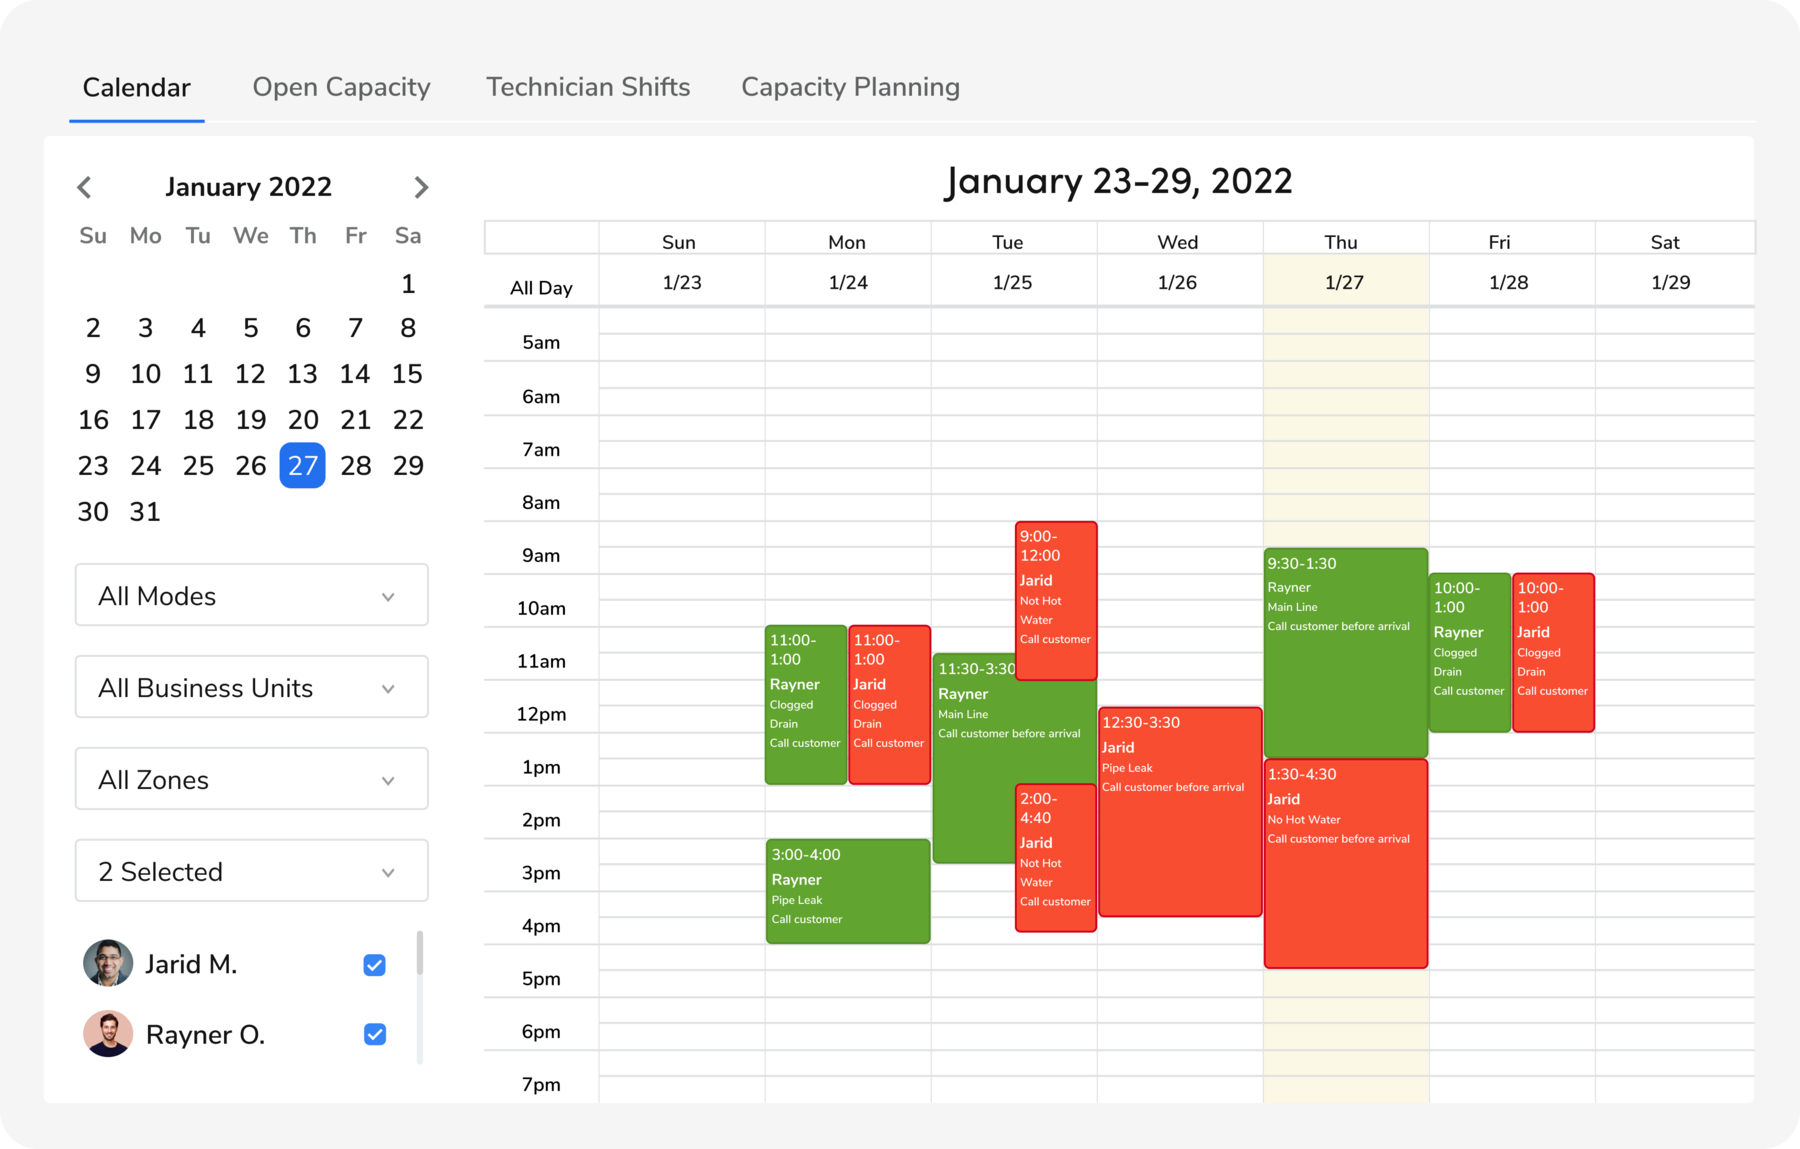 Calendar Open Capacity Technician Shifts Capacity Planning
January 2022
Su Mo Tu We Th Fr Sa
1
2 3 4 5 6 7 8
9 10 11 12 13 14 15
16 17 18 19 20 21 22
23 24 25 26 27 28 29
30 31
All Modes
All Business Units
All Zones
2 Selected
Jarid M.
Rayner O.
January 23-29, 2022
Sun Mon Tue Wed Thu Fri Sat
All Day 1/23 1/24 1/25 1/26 1/27 1/28 1/29
5am
6am
7am
8am
9am
10am
11am
12pm
1pm
2pm
3pm
4pm
5pm
6pm
7pm
11:00-
1:00
Rayner
Clogged
Drain
Call customer
11:00-
1:00
Jarid
Clogged
Drain
Call customer
3:00-4:00
Rayner
Pipe Leak
Call customer
9:00-
12:00
Jarid
Not Hot
Water
Call customer
11:30-3:30
Rayner
Main Line
Call customer before arrival
2:00-
4:40
Jarid
Not Hot
Water
Call customer
12:30-3:30
Jarid
Pipe Leak
Call customer before arrival
9:30-1:30
Rayner
Main Line
Call customer before arrival
1:30-4:30
Jarid
No Hot Water
Call customer before arrival
10:00-
1:00
Rayner
Clogged
Drain
Call customer
10:00-
1:00
Jarid
Clogged
Drain
Call customer